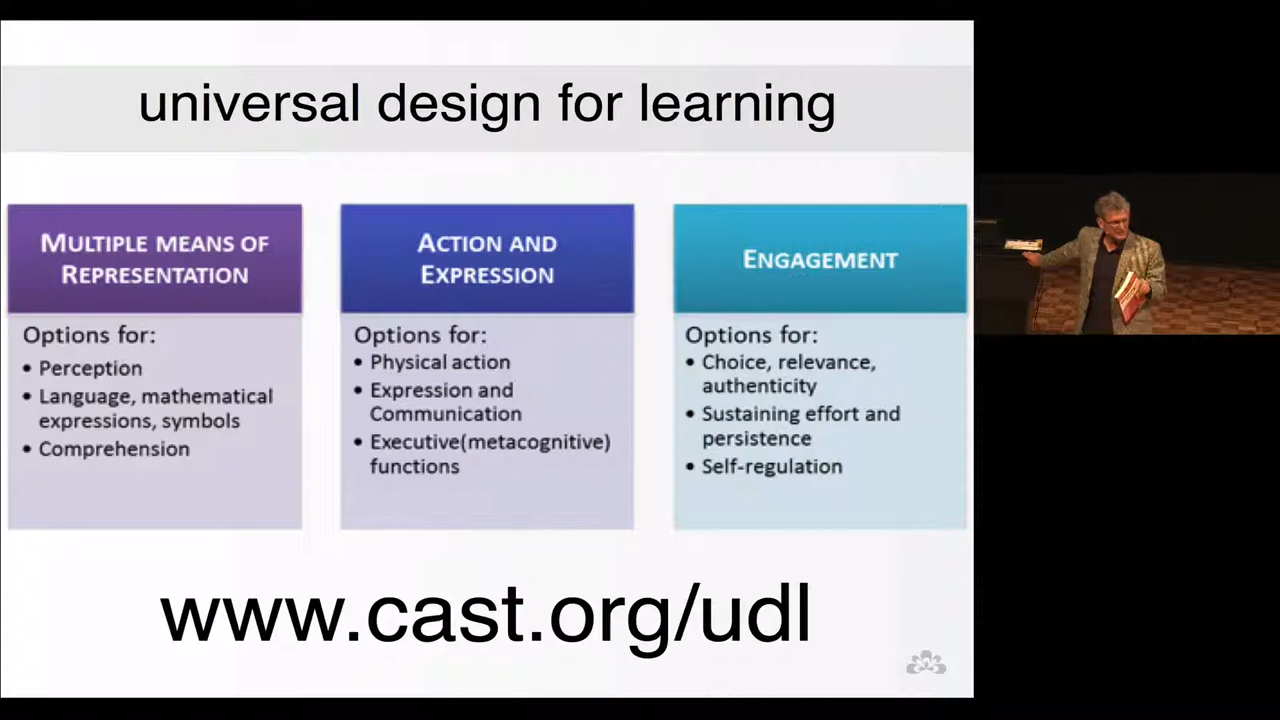 universal design for learning
MULTIPLE MEANS OF
REPRESENTATION
Options for:
• Perception
• Language, mathematical
expressions, symbols
• Comprehension
ACTION AND
EXPRESSION
Options for:
• Physical action
• Expression and
Communication
• Executive(metacognitive)
functions
ENGAGEMENT
Options for:
• Choice, relevance,
authenticity
• Sustaining effort and
persistence
• Self-regulation
www.cast.org/udl